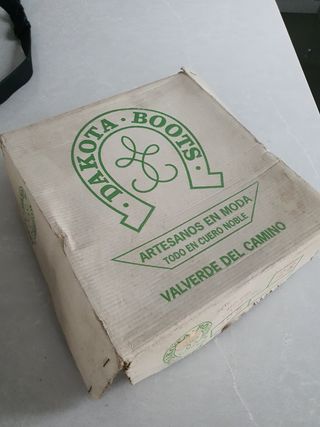 · DAKOTA · BOOTS ·
ARTESANOS EN MODA
TODO EN CUERO NOBLE
VALVERDE DEL CAMINO